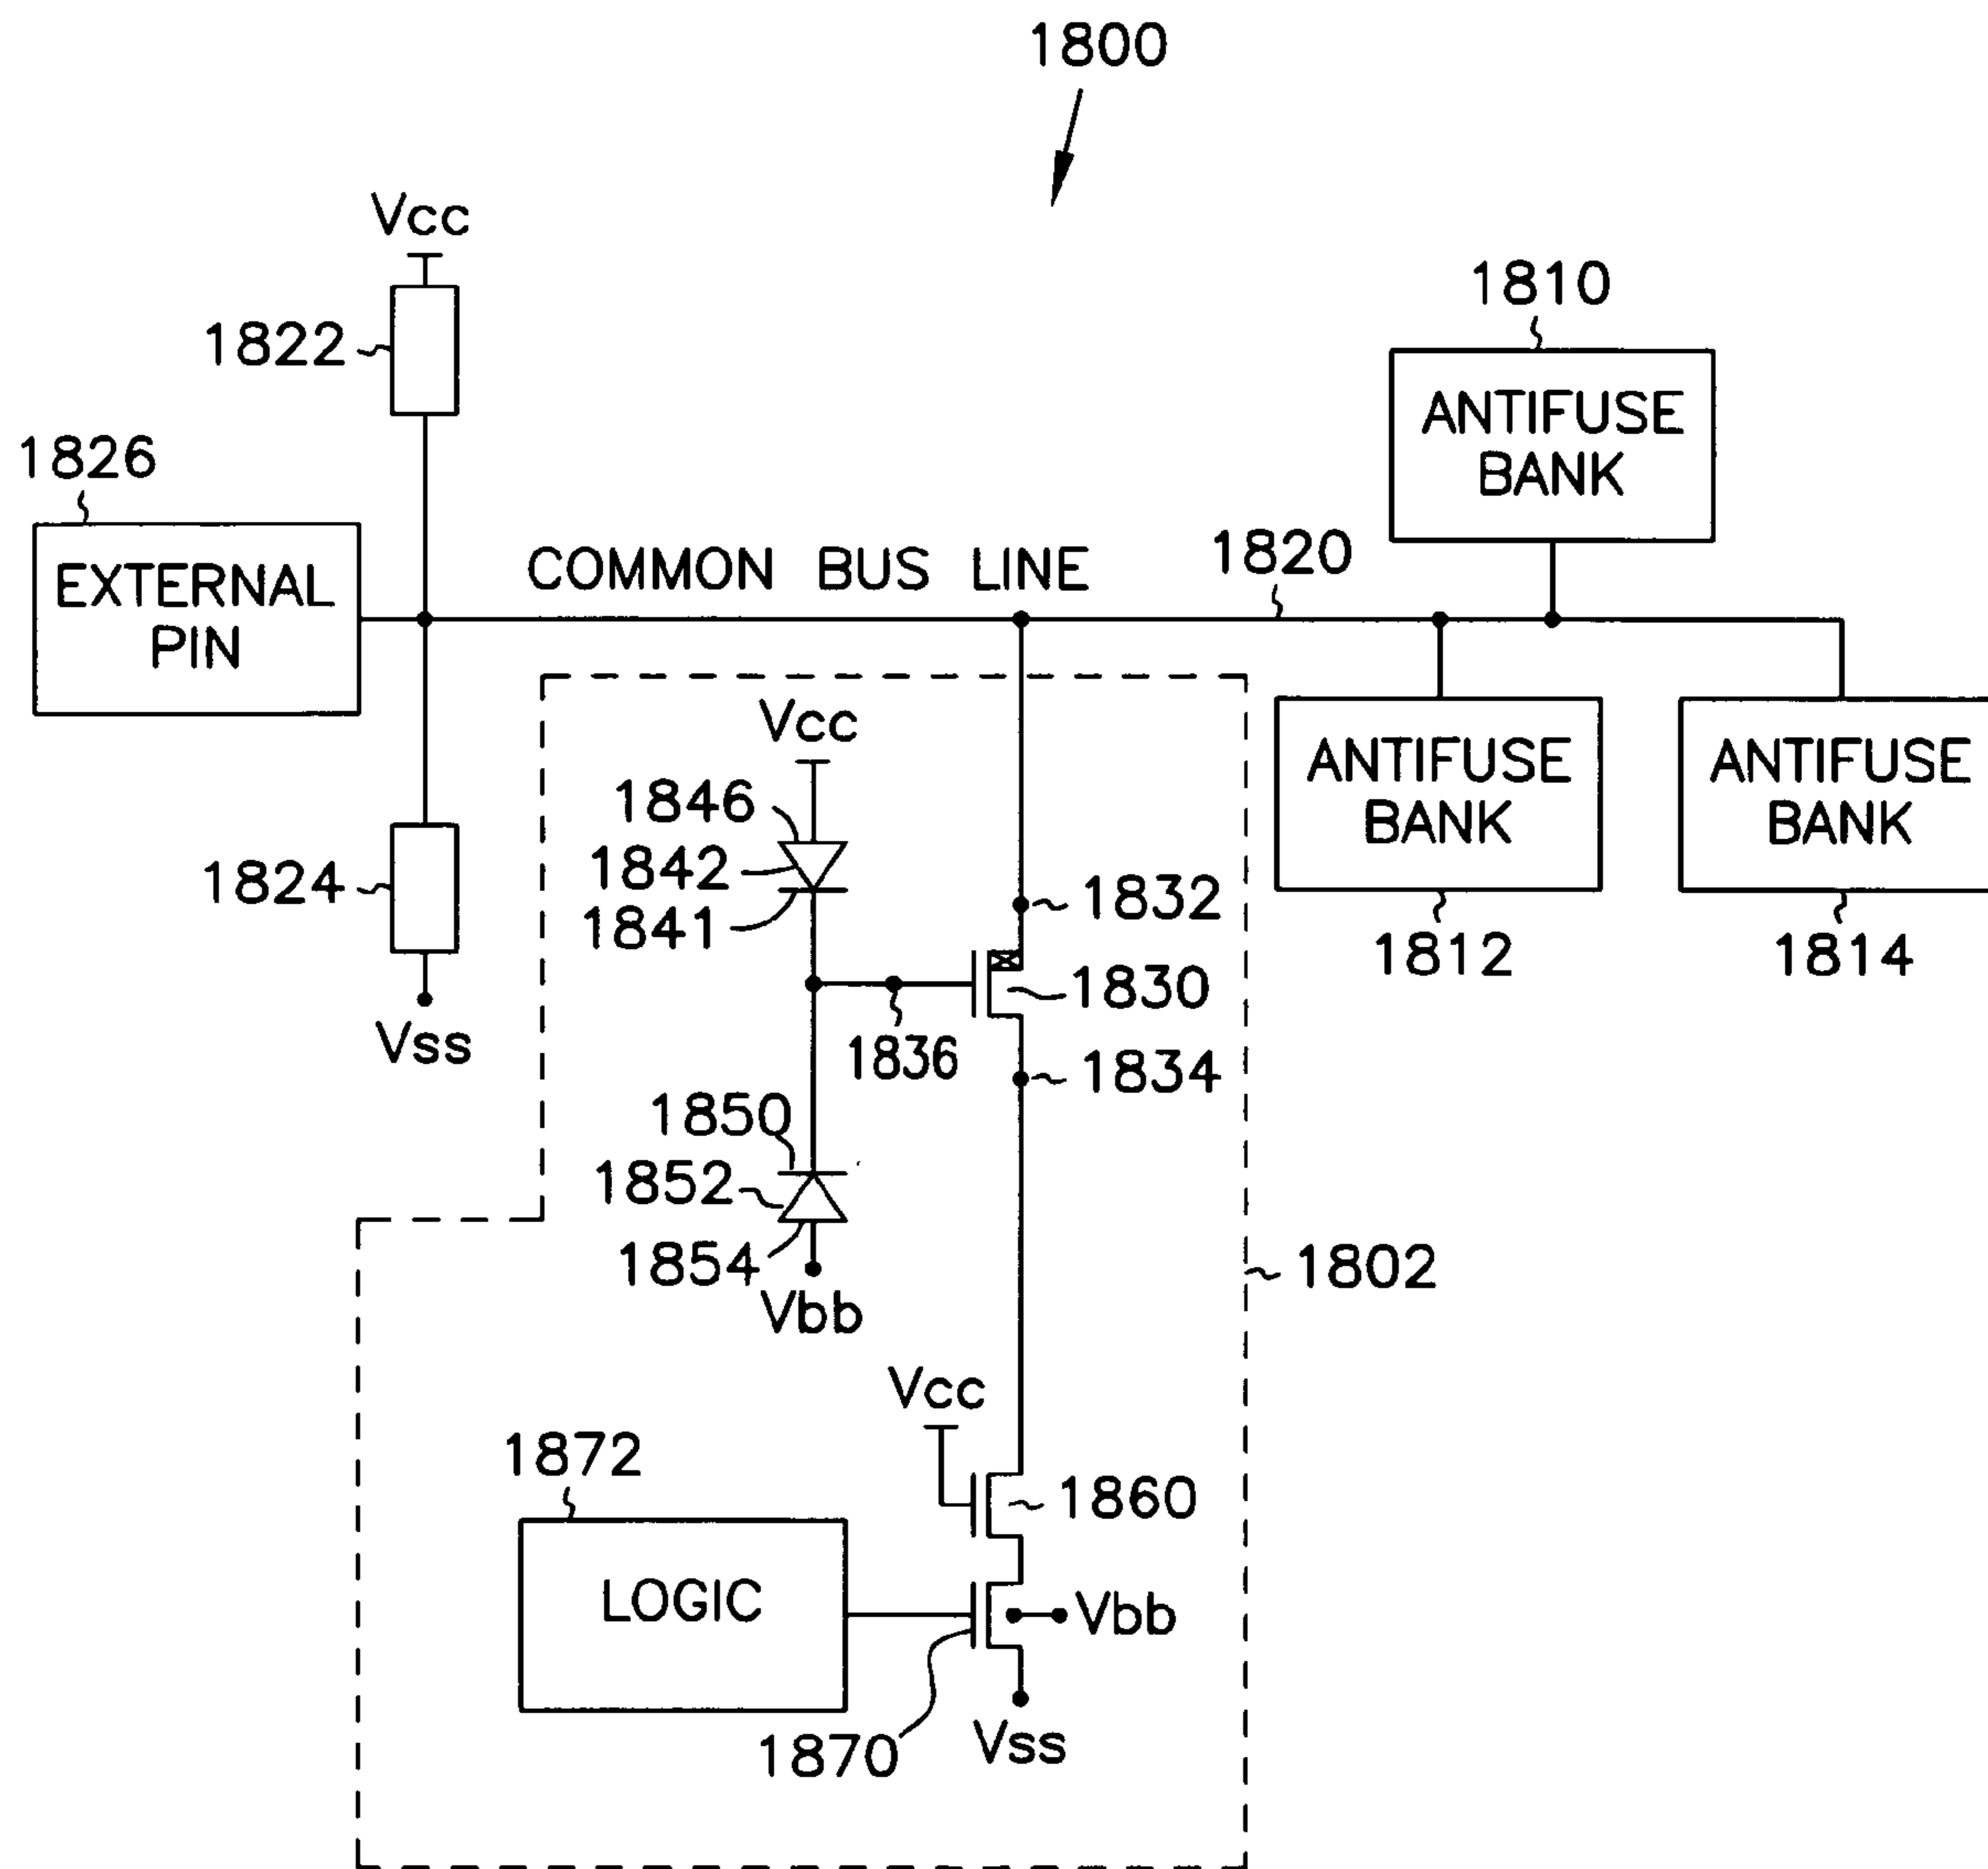 1800
Vcc
1822
1810
ANTIFUSE
BANK
1826
EXTERNAL
PIN
COMMON BUS LINE
1820
Vcc
1846
1842
1841
1824
Vss
ANTIFUSE
BANK
1812
ANTIFUSE
BANK
1814
1832
1830
1836
1834
1850
1852
1854
Vbb
1802
Vcc
1872
1860
LOGIC
Vbb
1870
Vss